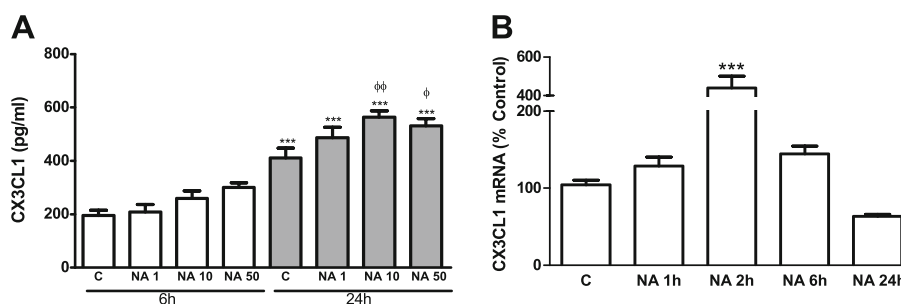 A
CX3CL1 (pg/ml)
800
600
400
200
0
***
***
ϕϕ
***
ϕ
***
C NA 1 NA 10 NA 50 C NA 1 NA 10 NA 50
6h 24h
B
CX3CL1 mRNA (% Control)
600
400
200
100
0
***
C NA 1h NA 2h NA 6h NA 24h